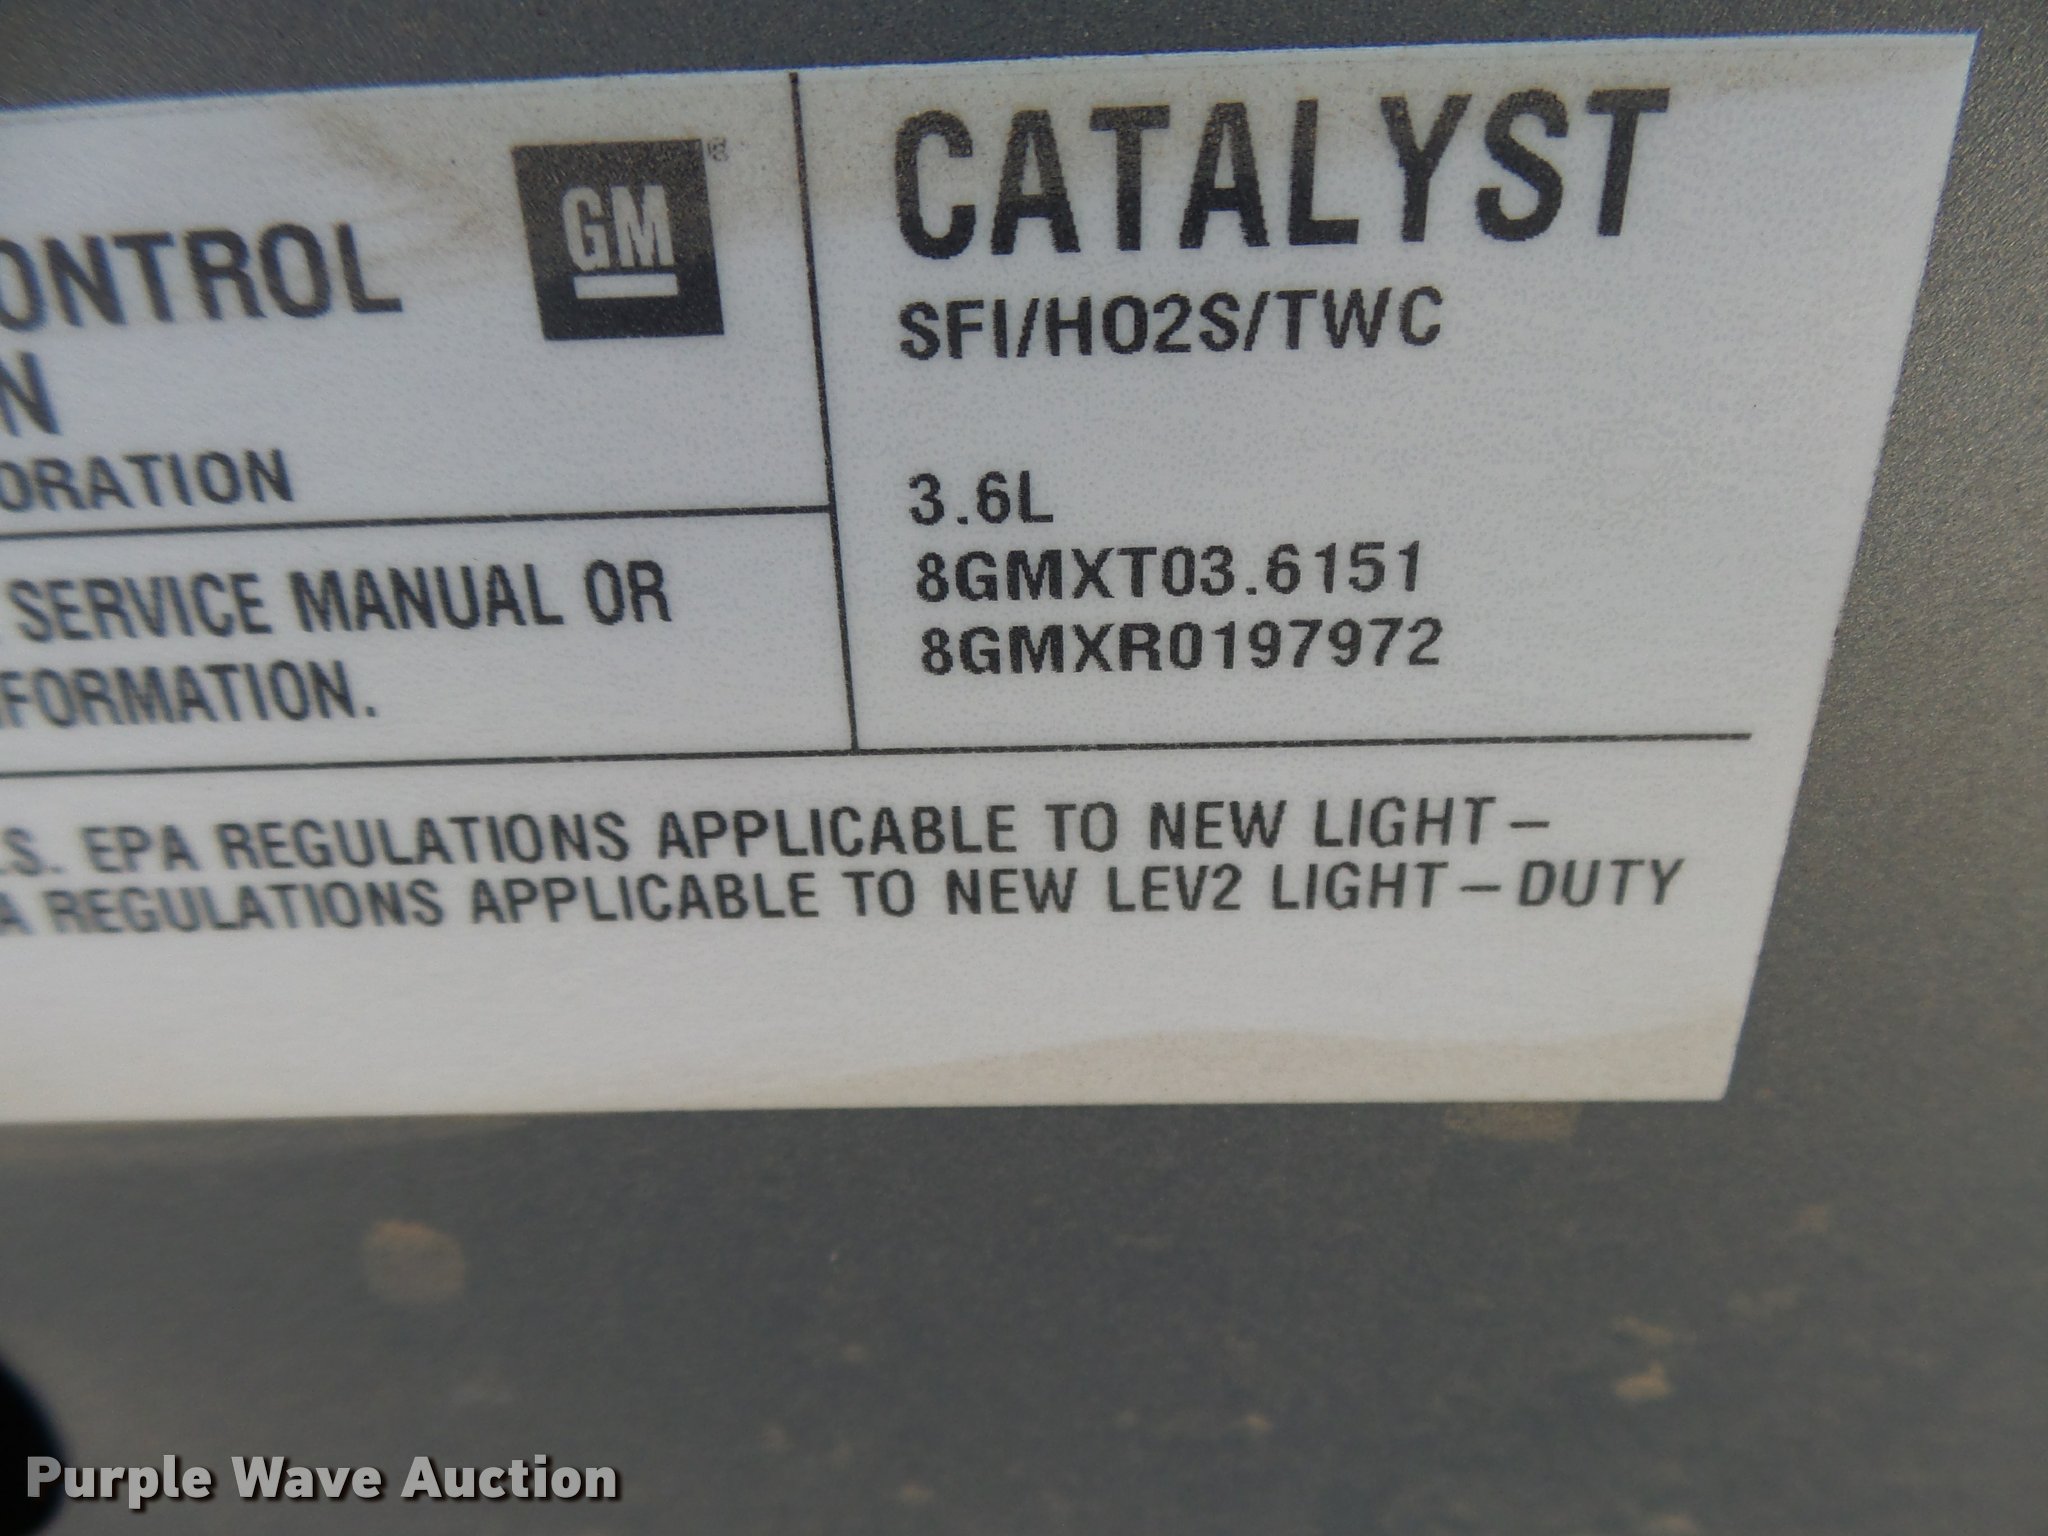 ONTROL
GM
N
ORATION
SERVICE MANUAL OR
FORMATION.
CATALYST
SFI/HO2S/TWC
3.6L
8GMXT03.6151
8GMXR0197972
.S. EPA REGULATIONS APPLICABLE TO NEW LIGHT-
A REGULATIONS APPLICABLE TO NEW LEV2 LIGHT-DUTY
Purple Wave Auction